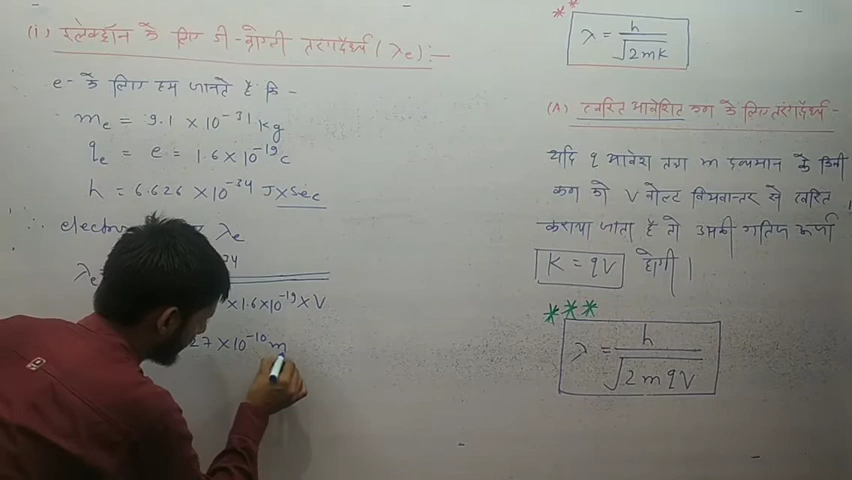 (i) इलेक्ट्रॉन के लिए डी-ब्रोग्ली तरंगदैर्ध्य (λe) :-
e- के लिए हम जानते है कि -
me = 9.1 × 10⁻³¹ kg
qe = e = 1.6 × 10⁻¹⁹ c
h = 6.626 × 10⁻³⁴ J×sec
∴ electron λe
λe =
× 1.6 × 10⁻¹⁹ × V
27 × 10⁻¹⁰ m
** λ = h / √2mK
(A) त्वरित आवेशित कण के लिए तरंगदैर्ध्य -
यदि q आवेश तथा m द्रव्यमान के किसी
कण को V वोल्ट विभवान्तर से त्वरित
कराया जाता है तो उसकी गतिज ऊर्जा
K = qV होगी |
***
λ = h / √2mqV